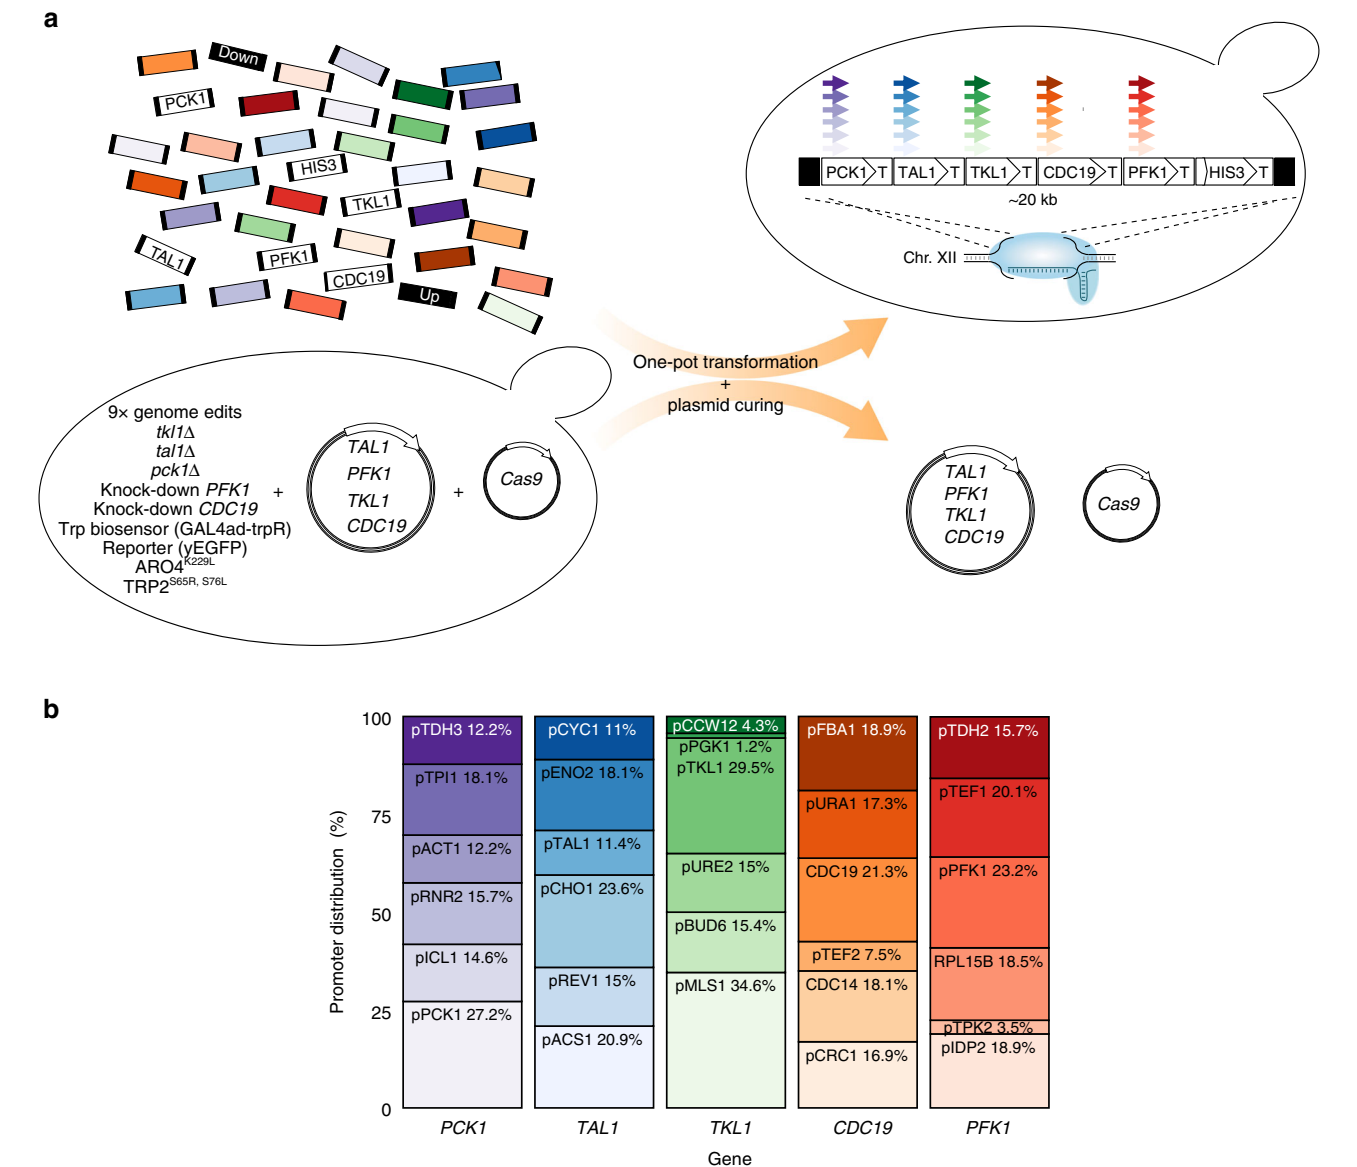 a
Down
PCK1
HIS3
TKL1
TAL1
PFK1
CDC19
Up
PCK1 T TAL1 T TKL1 T CDC19 T PFK1 T HIS3 T
~20 kb
Chr. XII
One-pot transformation
+
plasmid curing
9× genome edits
tkl1Δ
tal1Δ
pck1Δ
Knock-down PFK1
Knock-down CDC19
Trp biosensor (GAL4ad-trpR)
Reporter (yEGFP)
ARO4K229L
TRP2S65R, S76L
+
TAL1
PFK1
TKL1
CDC19
+
Cas9
TAL1
PFK1
TKL1
CDC19
Cas9
b
Promoter distribution (%)
100
75
50
25
0
pTDH3 12.2%
pTPI1 18.1%
pACT1 12.2%
pRNR2 15.7%
pICL1 14.6%
pPCK1 27.2%
pCYC1 11%
pENO2 18.1%
pTAL1 11.4%
pCHO1 23.6%
pREV1 15%
pACS1 20.9%
pCCW12 4.3%
pPGK1 1.2%
pTKL1 29.5%
pURE2 15%
pBUD6 15.4%
pMLS1 34.6%
pFBA1 18.9%
pURA1 17.3%
CDC19 21.3%
pTEF2 7.5%
CDC14 18.1%
pCRC1 16.9%
pTDH2 15.7%
pTEF1 20.1%
pPFK1 23.2%
RPL15B 18.5%
pTPK2 3.5%
pIDP2 18.9%
PCK1 TAL1 TKL1 CDC19 PFK1
Gene